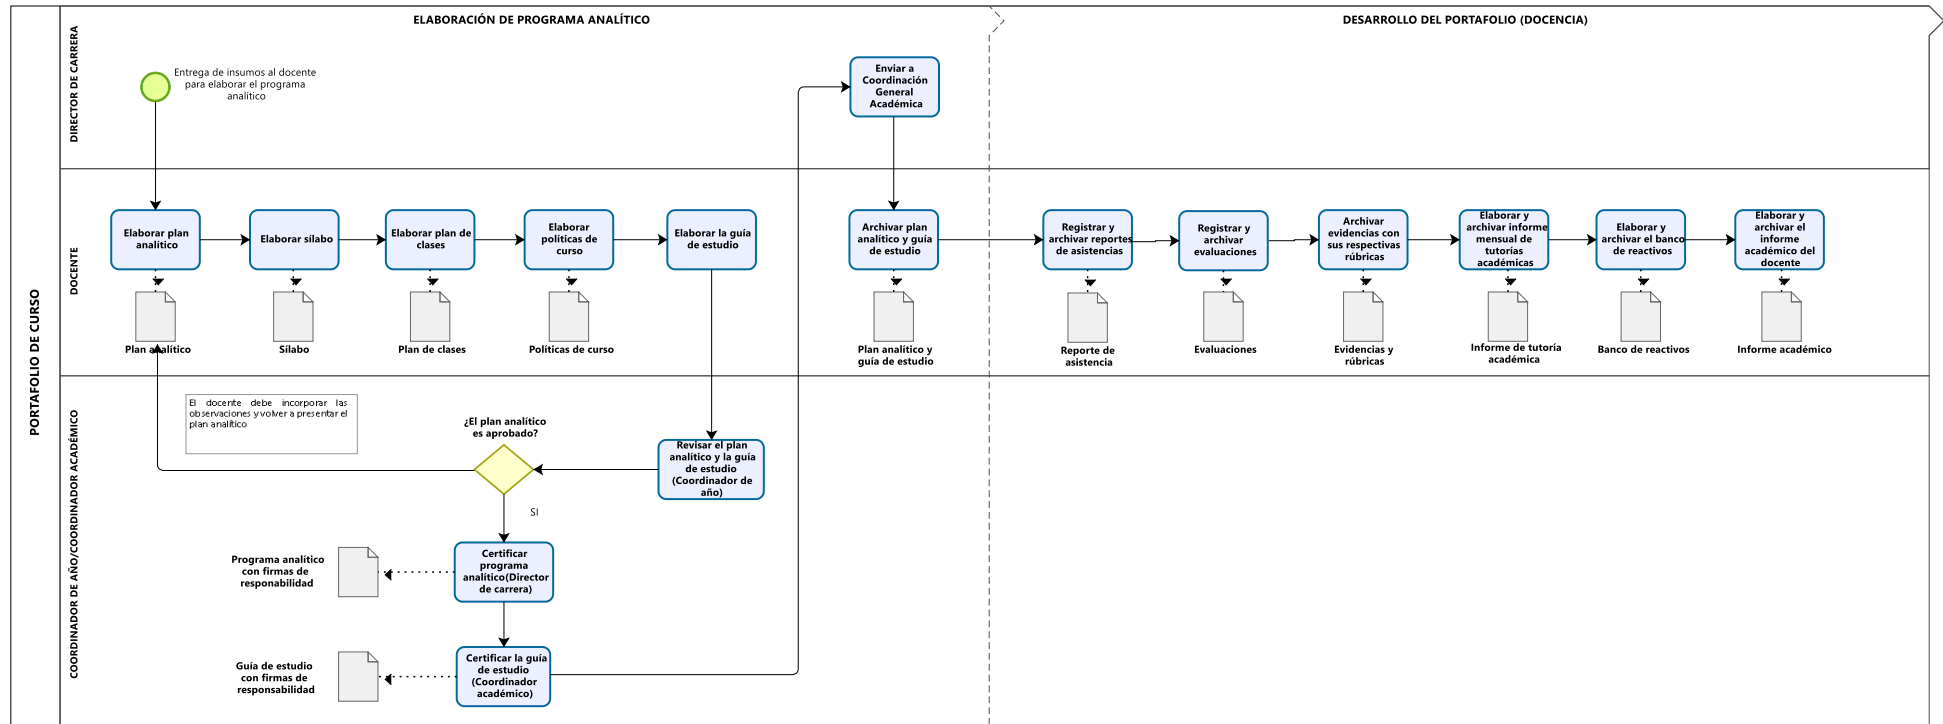 ELABORACIÓN DE PROGRAMA ANALÍTICO
DESARROLLO DEL PORTAFOLIO (DOCENCIA)
PORTAFOLIO DE CURSO
DIRECTOR DE CARRERA
Entrega de insumos al docente
para elaborar el programa
analítico
Enviar a
Coordinación
General
Académica
DOCENTE
Elaborar plan
analítico
Elaborar sílabo
Elaborar plan de
clases
Elaborar
políticas de
curso
Elaborar la guía
de estudio
Archivar plan
analítico y guía
de estudio
Registrar y
archivar reportes
de asistencias
Registrar y
archivar
evaluaciones
Archivar
evidencias con
sus respectivas
rúbricas
Elaborar y
archivar informe
mensual de
tutorías
académicas
Elaborar y
archivar el banco
de reactivos
Elaborar y
archivar el
informe
académico del
docente
Plan analítico
Sílabo
Plan de clases
Políticas de curso
Plan analítico y
guía de estudio
Reporte de
asistencia
Evaluaciones
Evidencias y
rúbricas
Informe de tutoría
académica
Banco de reactivos
Informe académico
COORDINADOR DE AÑO/COORDINADOR ACADÉMICO
El docente debe incorporar las
observaciones y volver a presentar el
plan analítico
¿El plan analítico
es aprobado?
Revisar el plan
analítico y la guía
de estudio
(Coordinador de
año)
SI
Certificar
programa
analítico(Director
de carrera)
Programa analítico
con firmas de
responabilidad
Certificar la guía
de estudio
(Coordinador
académico)
Guía de estudio
con firmas de
responsabilidad